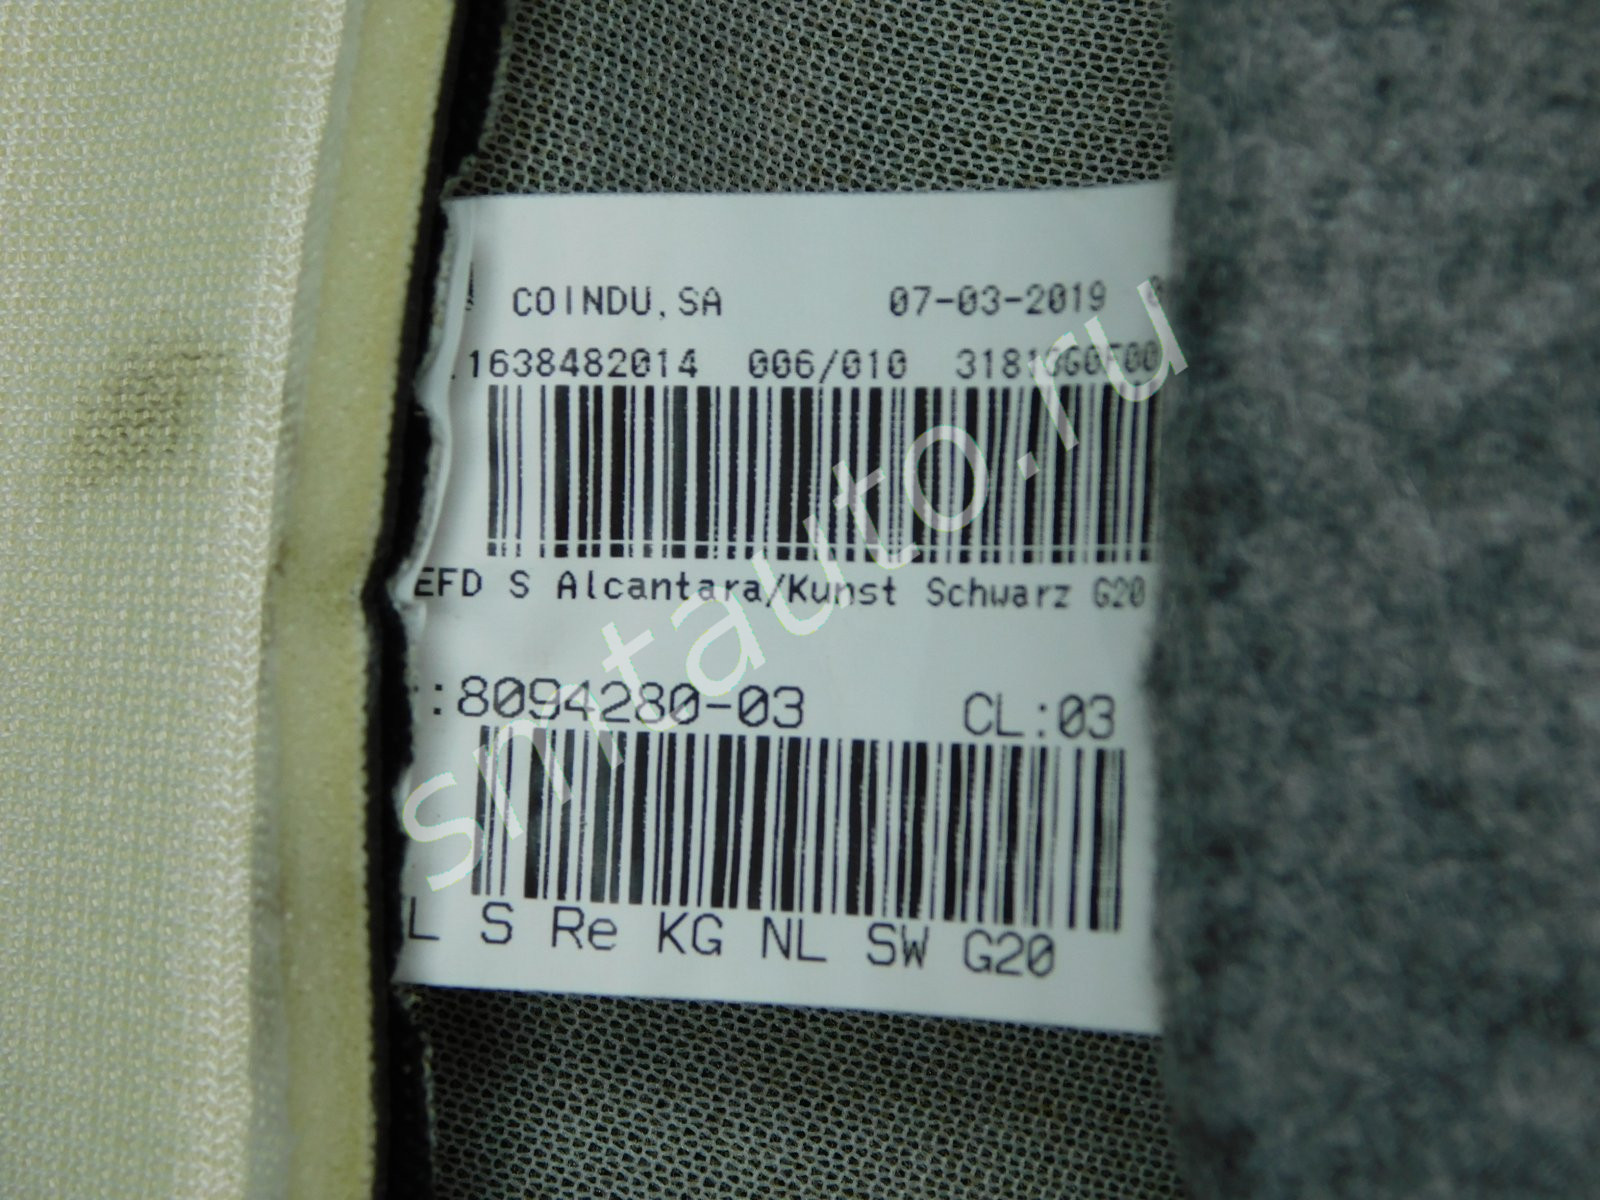 COINDU,SA 07-03-2019
1638482014 006/010
EFD S Alcantara/Kunst Schwarz G20
:8094280-03 CL:03
L S Re KG NL SW G20
smtauto.ru